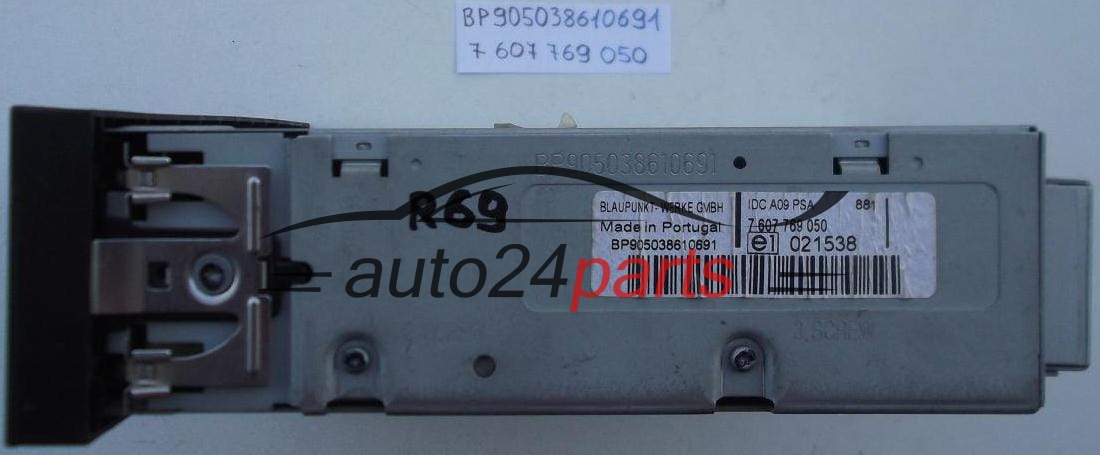 BP905038610691
7 607 769 050
BP905038610691
R69
BLAUPUNKT-WERKE GMBH
Made in Portugal
BP905038610691
IDC A09 PSA 881
7 607 769 050
e1 021538
auto24parts